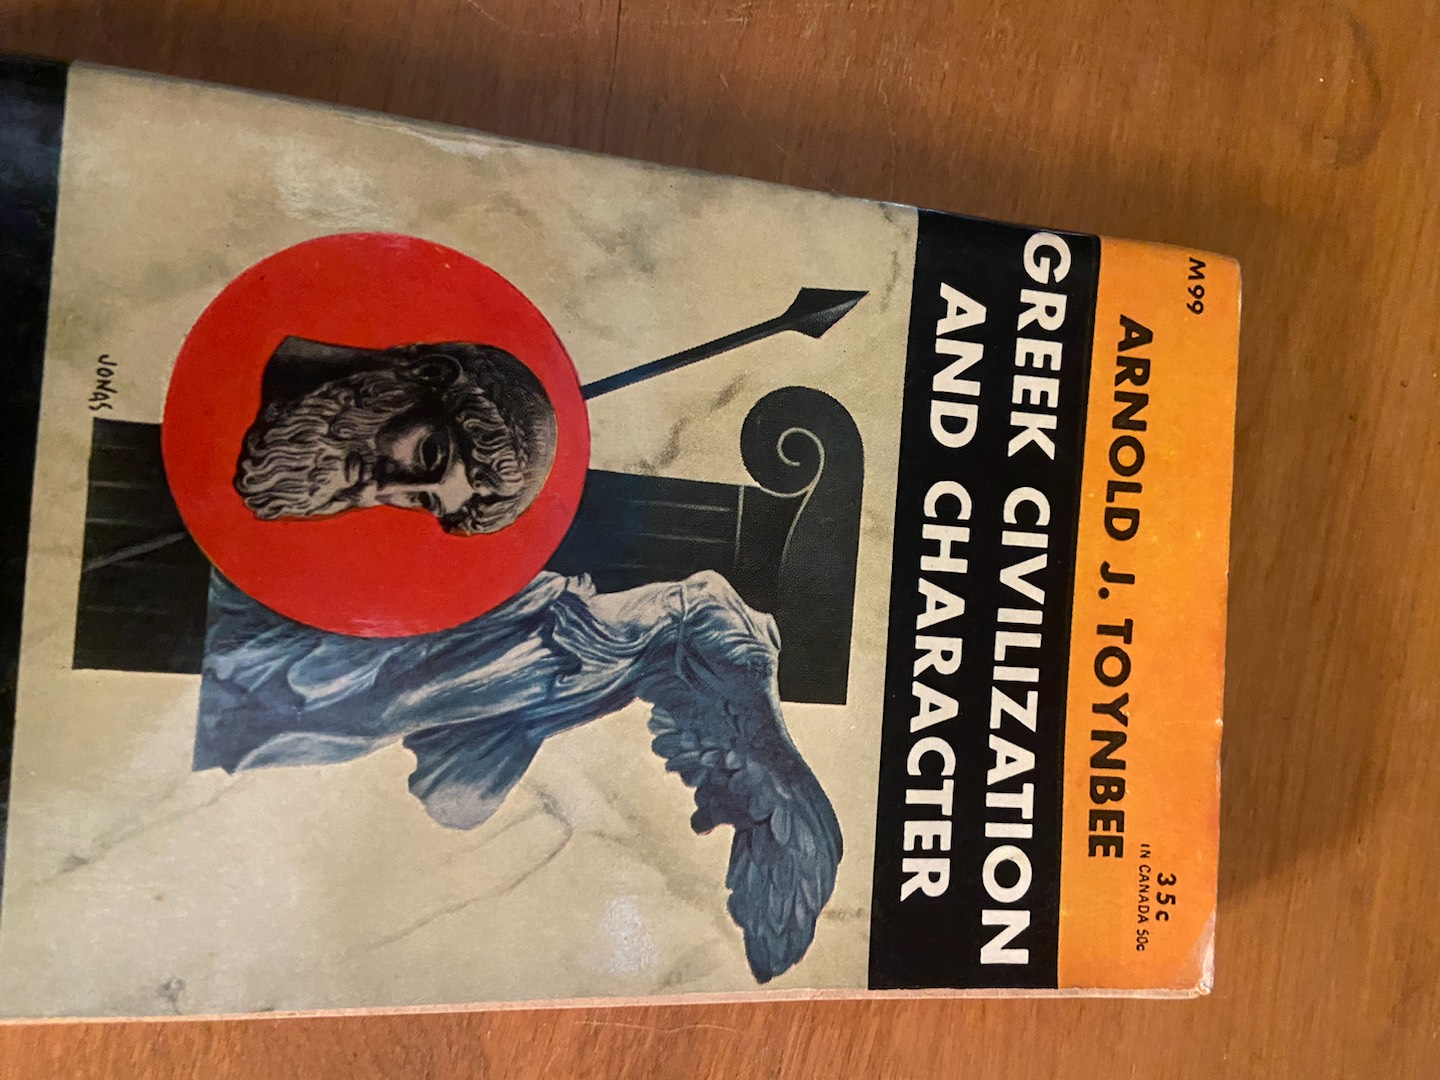 M99
35c
IN CANADA 50c
ARNOLD J. TOYNBEE
GREEK CIVILIZATION
AND CHARACTER
JONAS